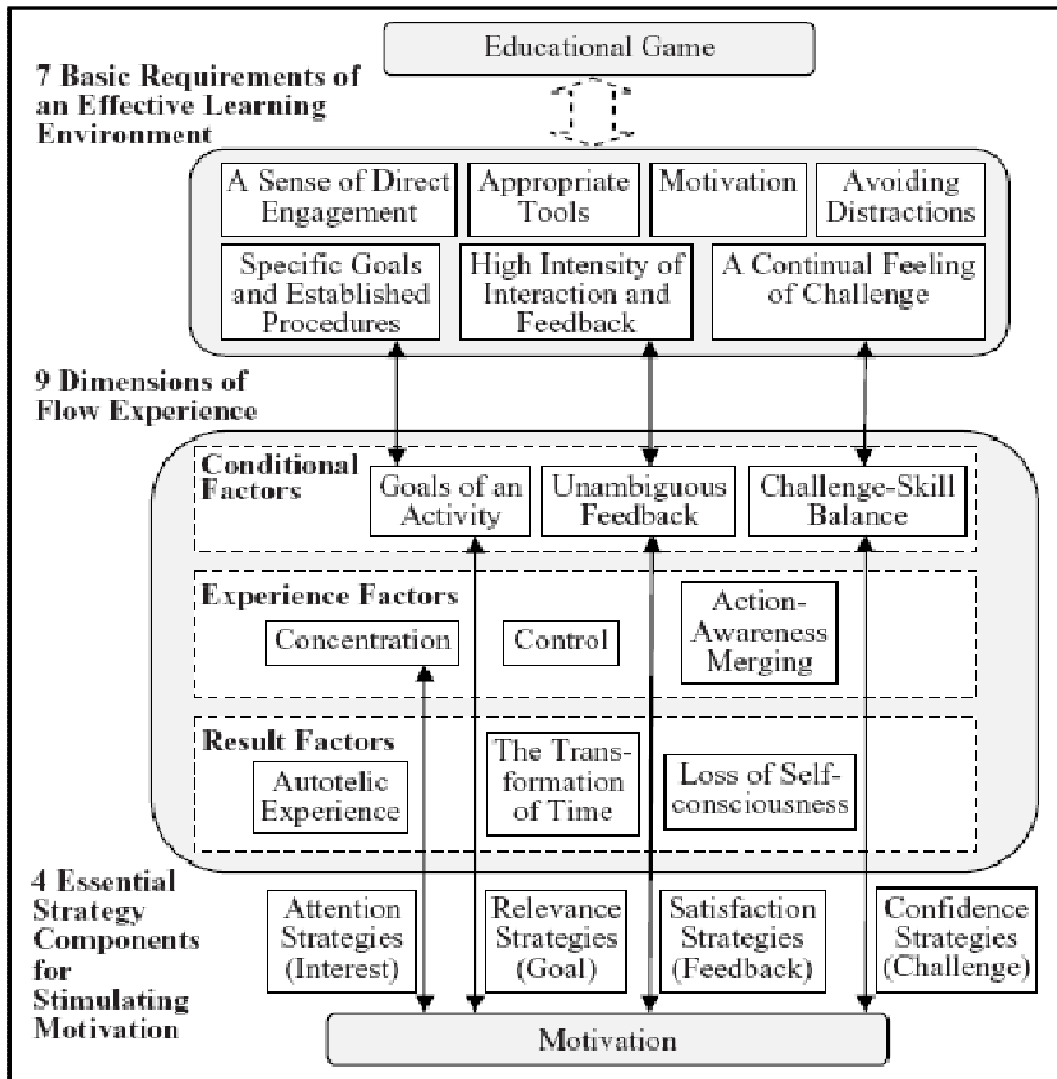 Educational Game
7 Basic Requirements of
an Effective Learning
Environment
A Sense of Direct
Engagement
Appropriate
Tools
Motivation
Avoiding
Distractions
Specific Goals
and Established
Procedures
High Intensity of
Interaction and
Feedback
A Continual Feeling
of Challenge
9 Dimensions of
Flow Experience
Conditional
Factors
Goals of an
Activity
Unambiguous
Feedback
Challenge-Skill
Balance
Experience Factors
Concentration
Control
Action-
Awareness
Merging
Result Factors
Autotelic
Experience
The Trans-
formation
of Time
Loss of Self-
consciousness
4 Essential
Strategy
Components
for
Stimulating
Motivation
Attention
Strategies
(Interest)
Relevance
Strategies
(Goal)
Satisfaction
Strategies
(Feedback)
Confidence
Strategies
(Challenge)
Motivation